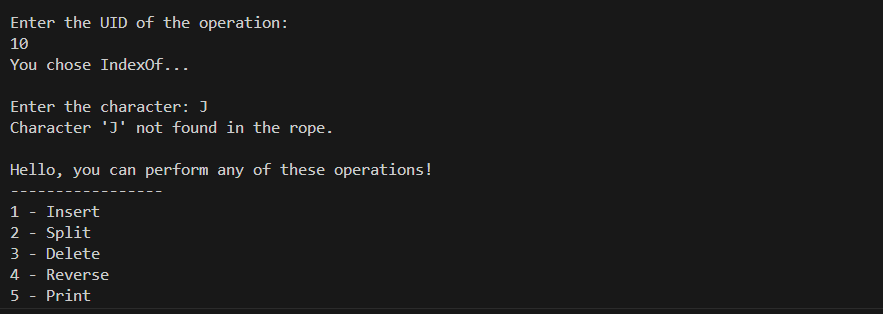 Enter the UID of the operation:
10
You chose IndexOf...
Enter the character: J
Character 'J' not found in the rope.
Hello, you can perform any of these operations!
-----------------
1 - Insert
2 - Split
3 - Delete
4 - Reverse
5 - Print